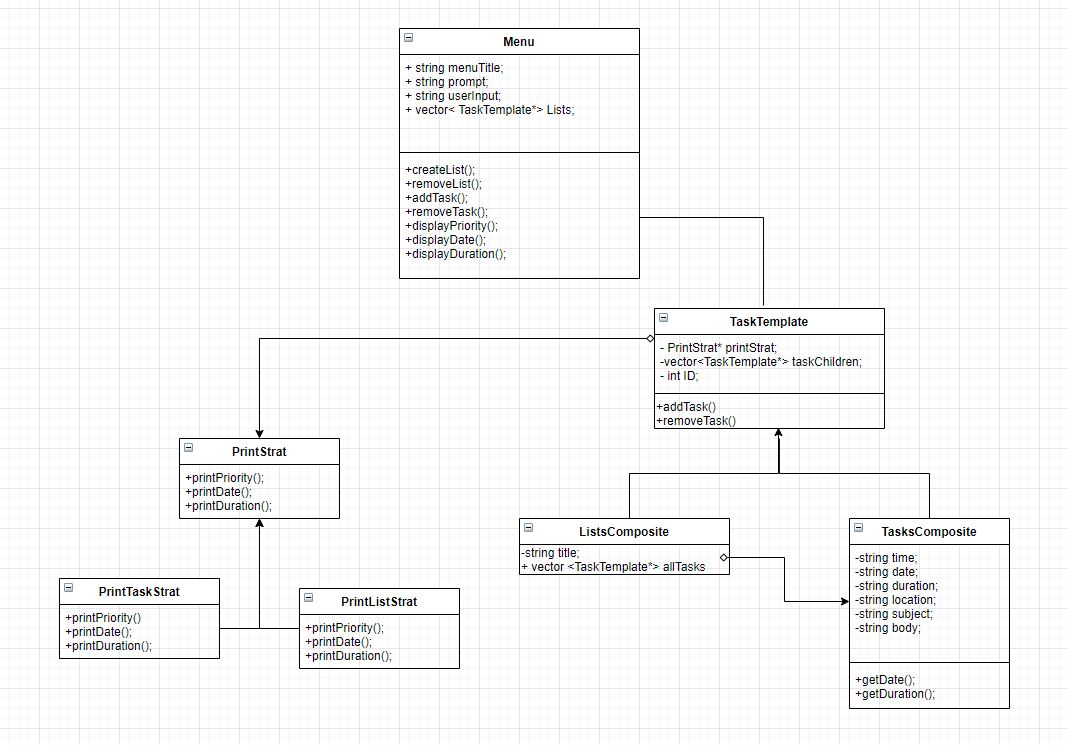 Menu
+ string menuTitle;
+ string prompt;
+ string userInput;
+ vector< TaskTemplate*> Lists;
+createList();
+removeList();
+addTask();
+removeTask();
+displayPriority();
+displayDate();
+displayDuration();
TaskTemplate
- PrintStrat* printStrat;
-vector<TaskTemplate*> taskChildren;
- int ID;
+addTask()
+removeTask()
PrintStrat
+printPriority();
+printDate();
+printDuration();
ListsComposite
-string title;
+ vector <TaskTemplate*> allTasks
TasksComposite
-string time;
-string date;
-string duration;
-string location;
-string subject;
-string body;
+getDate();
+getDuration();
PrintTaskStrat
+printPriority()
+printDate();
+printDuration();
PrintListStrat
+printPriority();
+printDate();
+printDuration();